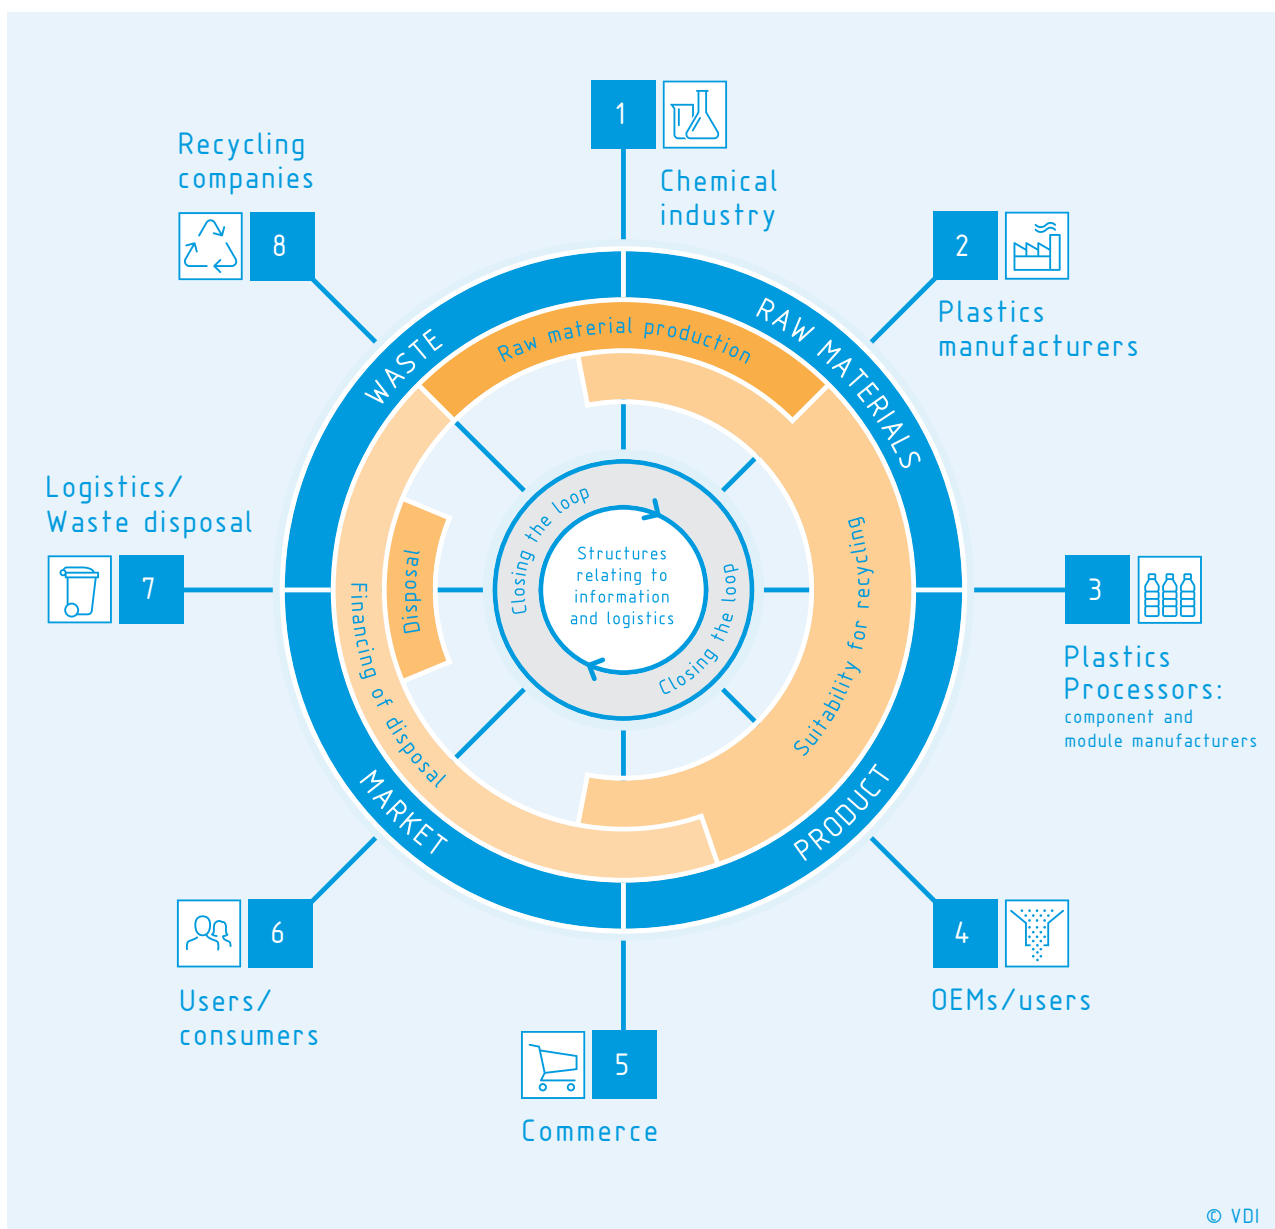 1
Chemical
industry
2
Plastics
manufacturers
3
Plastics
Processors:
component and
module manufacturers
4
OEMs/users
5
Commerce
6
Users/
consumers
7
Logistics/
Waste disposal
8
Recycling
companies
WASTE
RAW MATERIALS
PRODUCT
MARKET
Raw material production
Suitability for recycling
Financing of disposal
Disposal
Closing the loop
Closing the loop
Structures
relating to
information
and logistics
© VDI